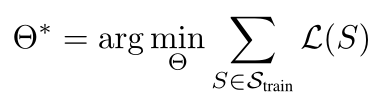 Θ* = arg min_Θ ∑_{S∈𝒮_train} ℒ(S)